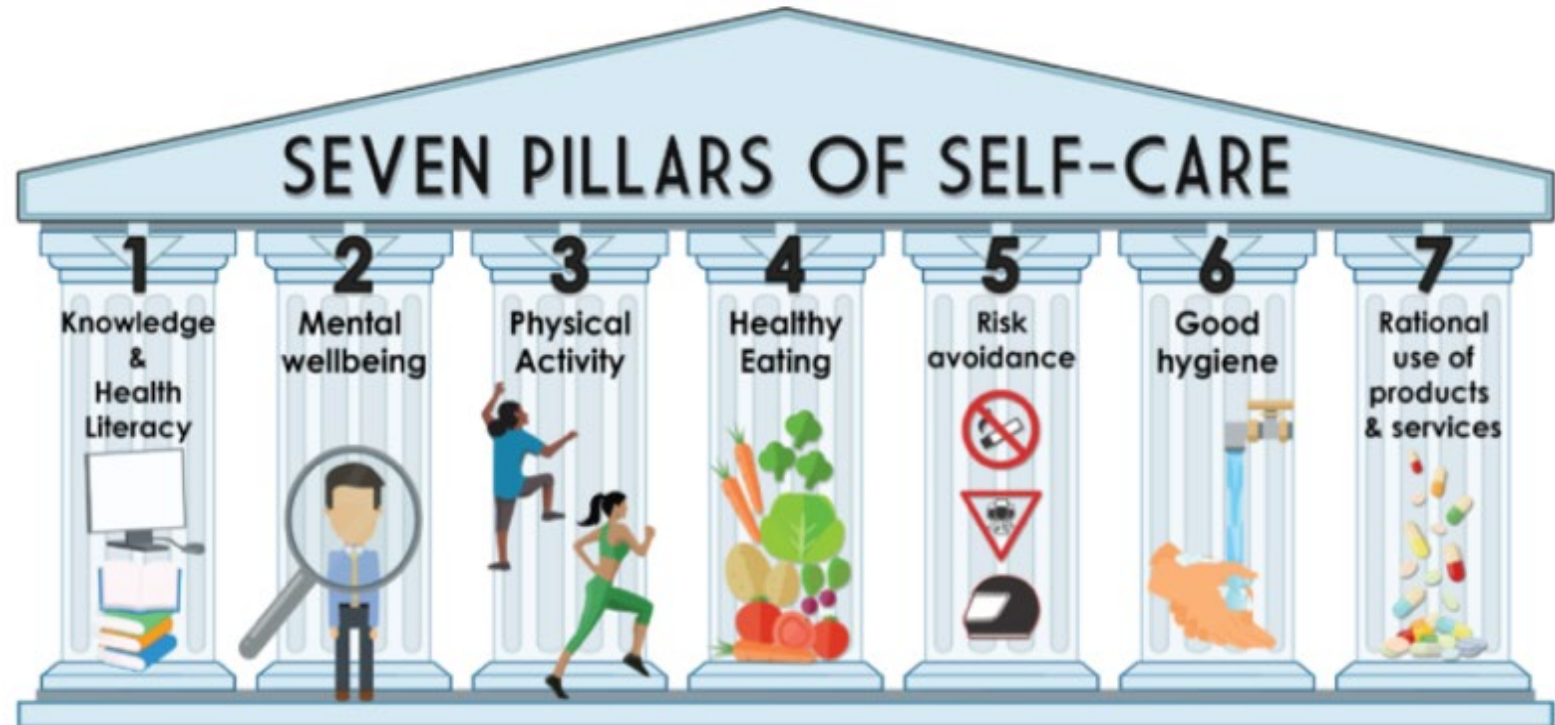 SEVEN PILLARS OF SELF-CARE
1
Knowledge
&
Health
Literacy
2
Mental
wellbeing
3
Physical
Activity
4
Healthy
Eating
5
Risk
avoidance
6
Good
hygiene
7
Rational
use of
products
& services